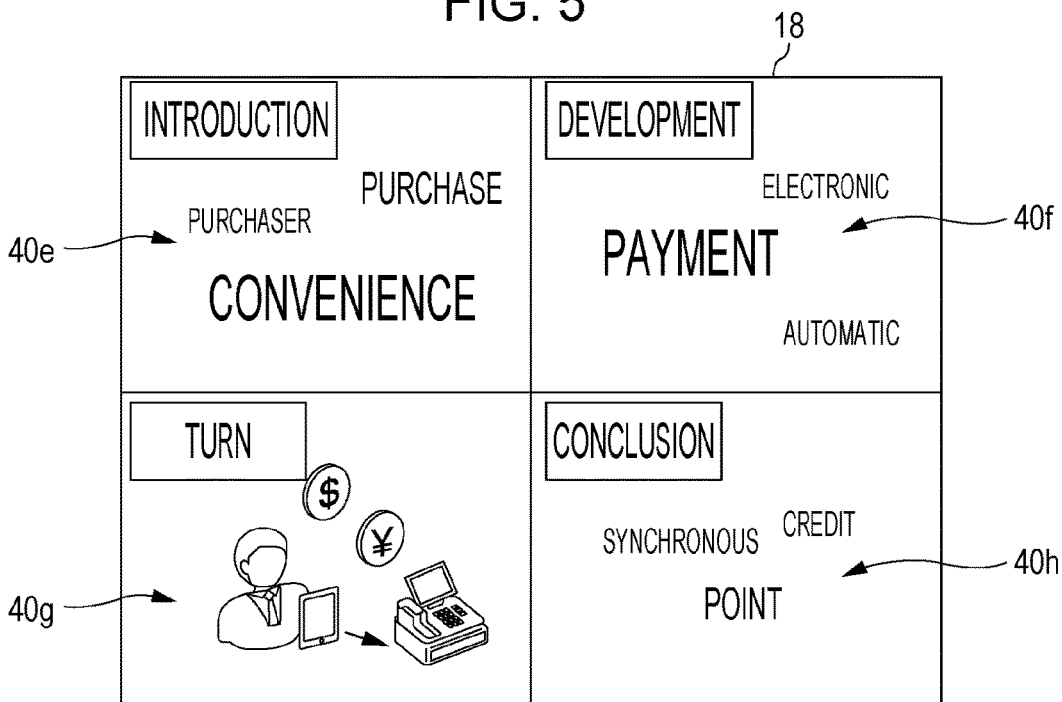 FIG. 5
18
INTRODUCTION
PURCHASE
PURCHASER
CONVENIENCE
40e
DEVELOPMENT
ELECTRONIC
PAYMENT
AUTOMATIC
40f
TURN
$
¥
40g
CONCLUSION
CREDIT
SYNCHRONOUS
POINT
40h